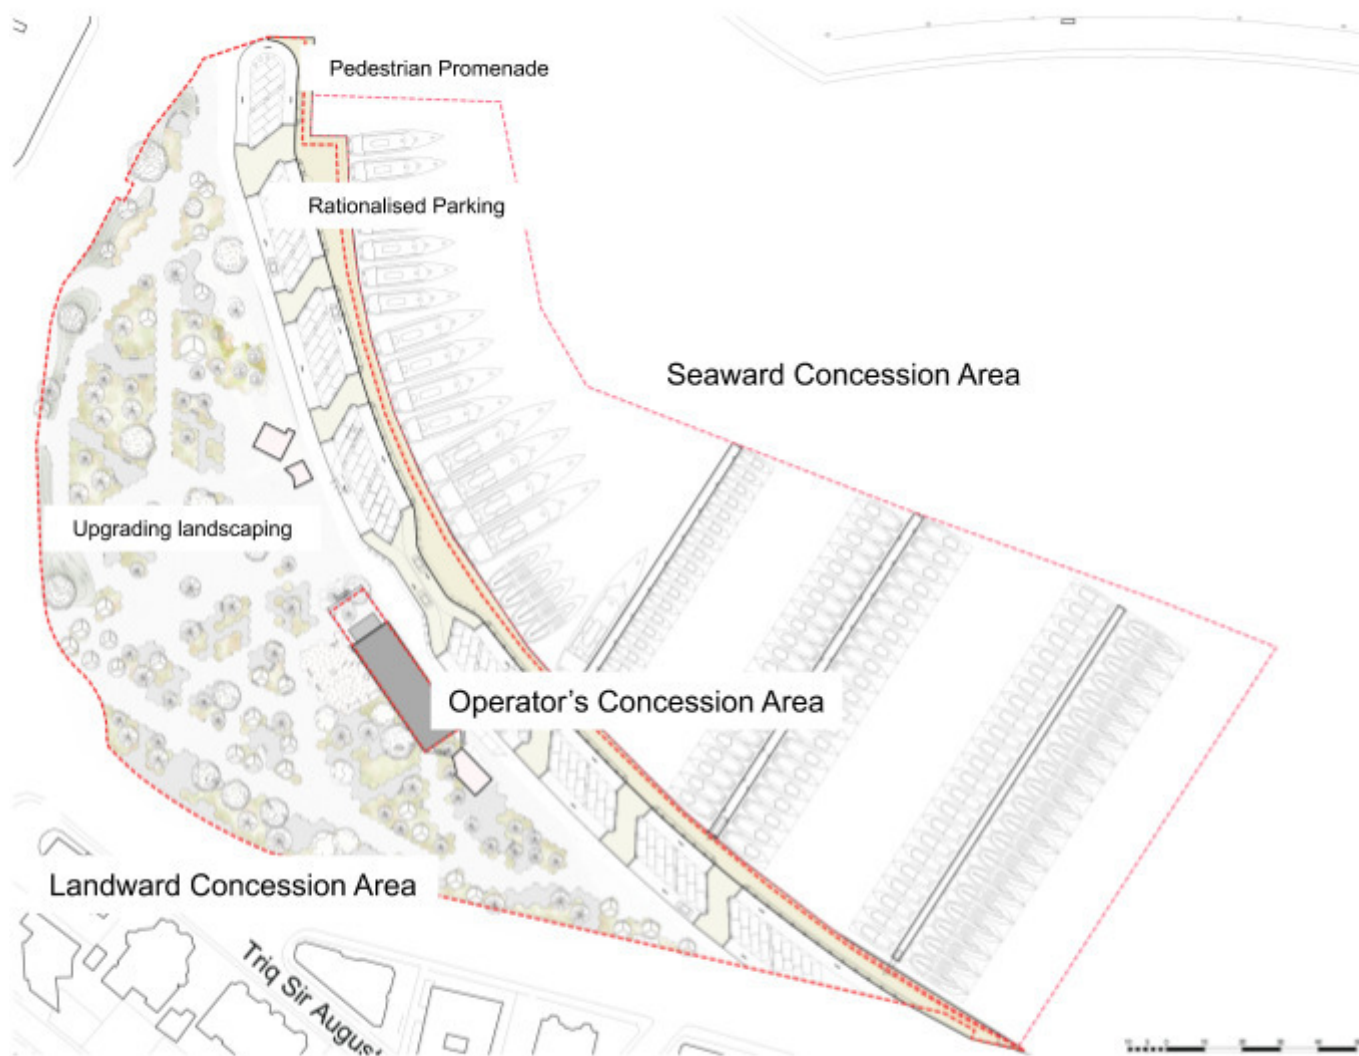 Pedestrian Promenade
Rationalised Parking
Seaward Concession Area
Upgrading landscaping
Operator's Concession Area
Landward Concession Area
Triq Sir August